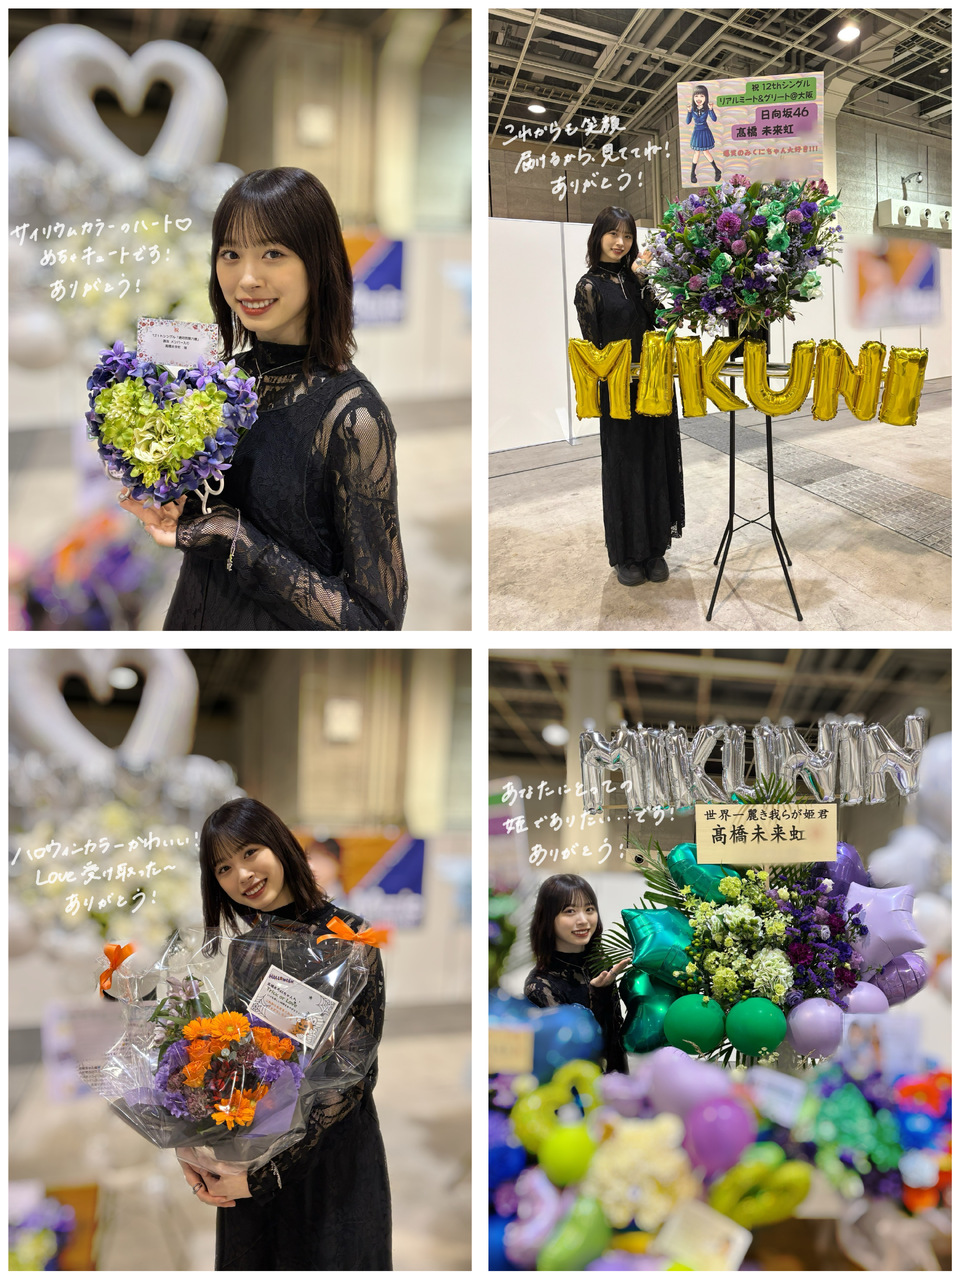 サイリウムカラーのハート♡
めちゃキュートです!
ありがとう!
これからも笑顔
届けるから、見ててね!
ありがとう!
祝 12thシングル
リアルミート&グリート@大阪
日向坂46
髙橋 未来虹
MIKUNI
ハロウィンカラーかわいい!
Love 受け取った〜
ありがとう!
HALLOWEEN
Trick or Love
MIKUNIN
あなたにとっての
姫でありたい…です!
ありがとう!
世界一麗き我らが姫君
髙橋未来虹